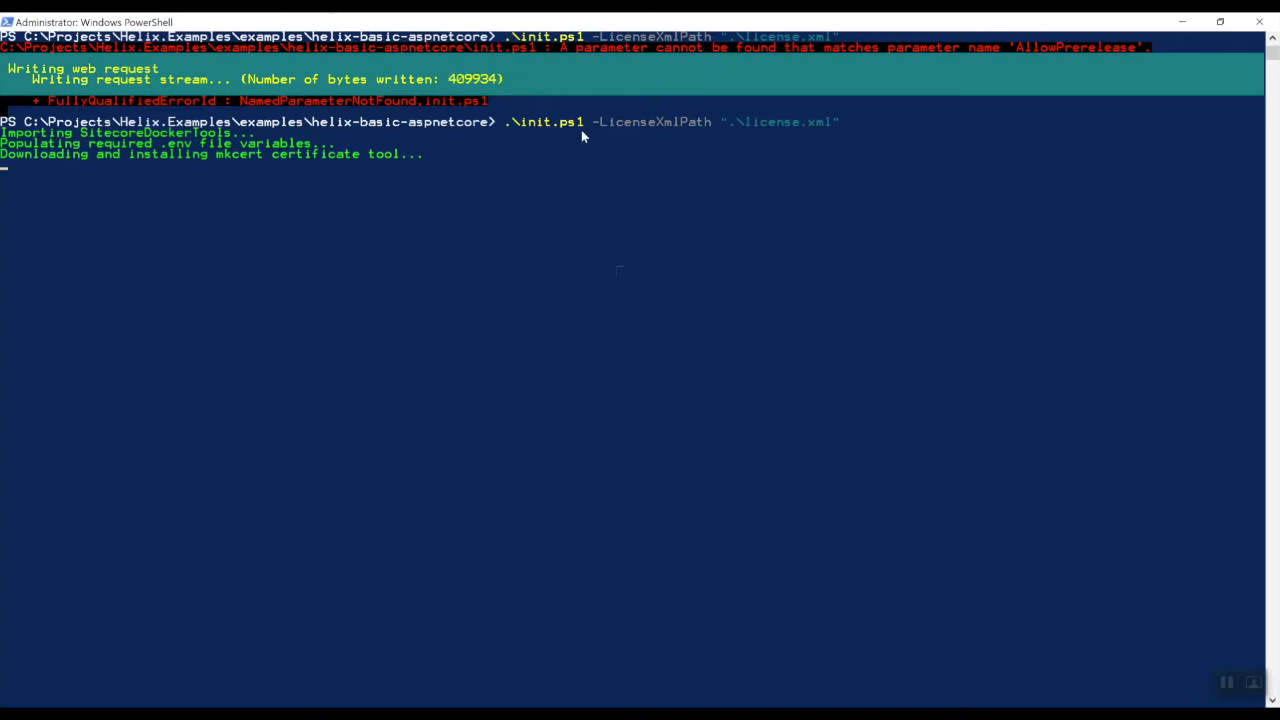 Administrator: Windows PowerShell
PS C:\Projects\Helix.Examples\examples\helix-basic-aspnetcore> .\init.ps1 -LicenseXmlPath ".\license.xml"
C:\Projects\Helix.Examples\examples\helix-basic-aspnetcore\init.ps1 : A parameter cannot be found that matches parameter name 'AllowPrerelease'.
Writing web request
Writing request stream... (Number of bytes written: 409934)
+ FullyQualifiedErrorId : NamedParameterNotFound,init.ps1
PS C:\Projects\Helix.Examples\examples\helix-basic-aspnetcore> .\init.ps1 -LicenseXmlPath ".\license.xml"
Importing SitecoreDockerTools...
Populating required .env file variables...
Downloading and installing mkcert certificate tool...